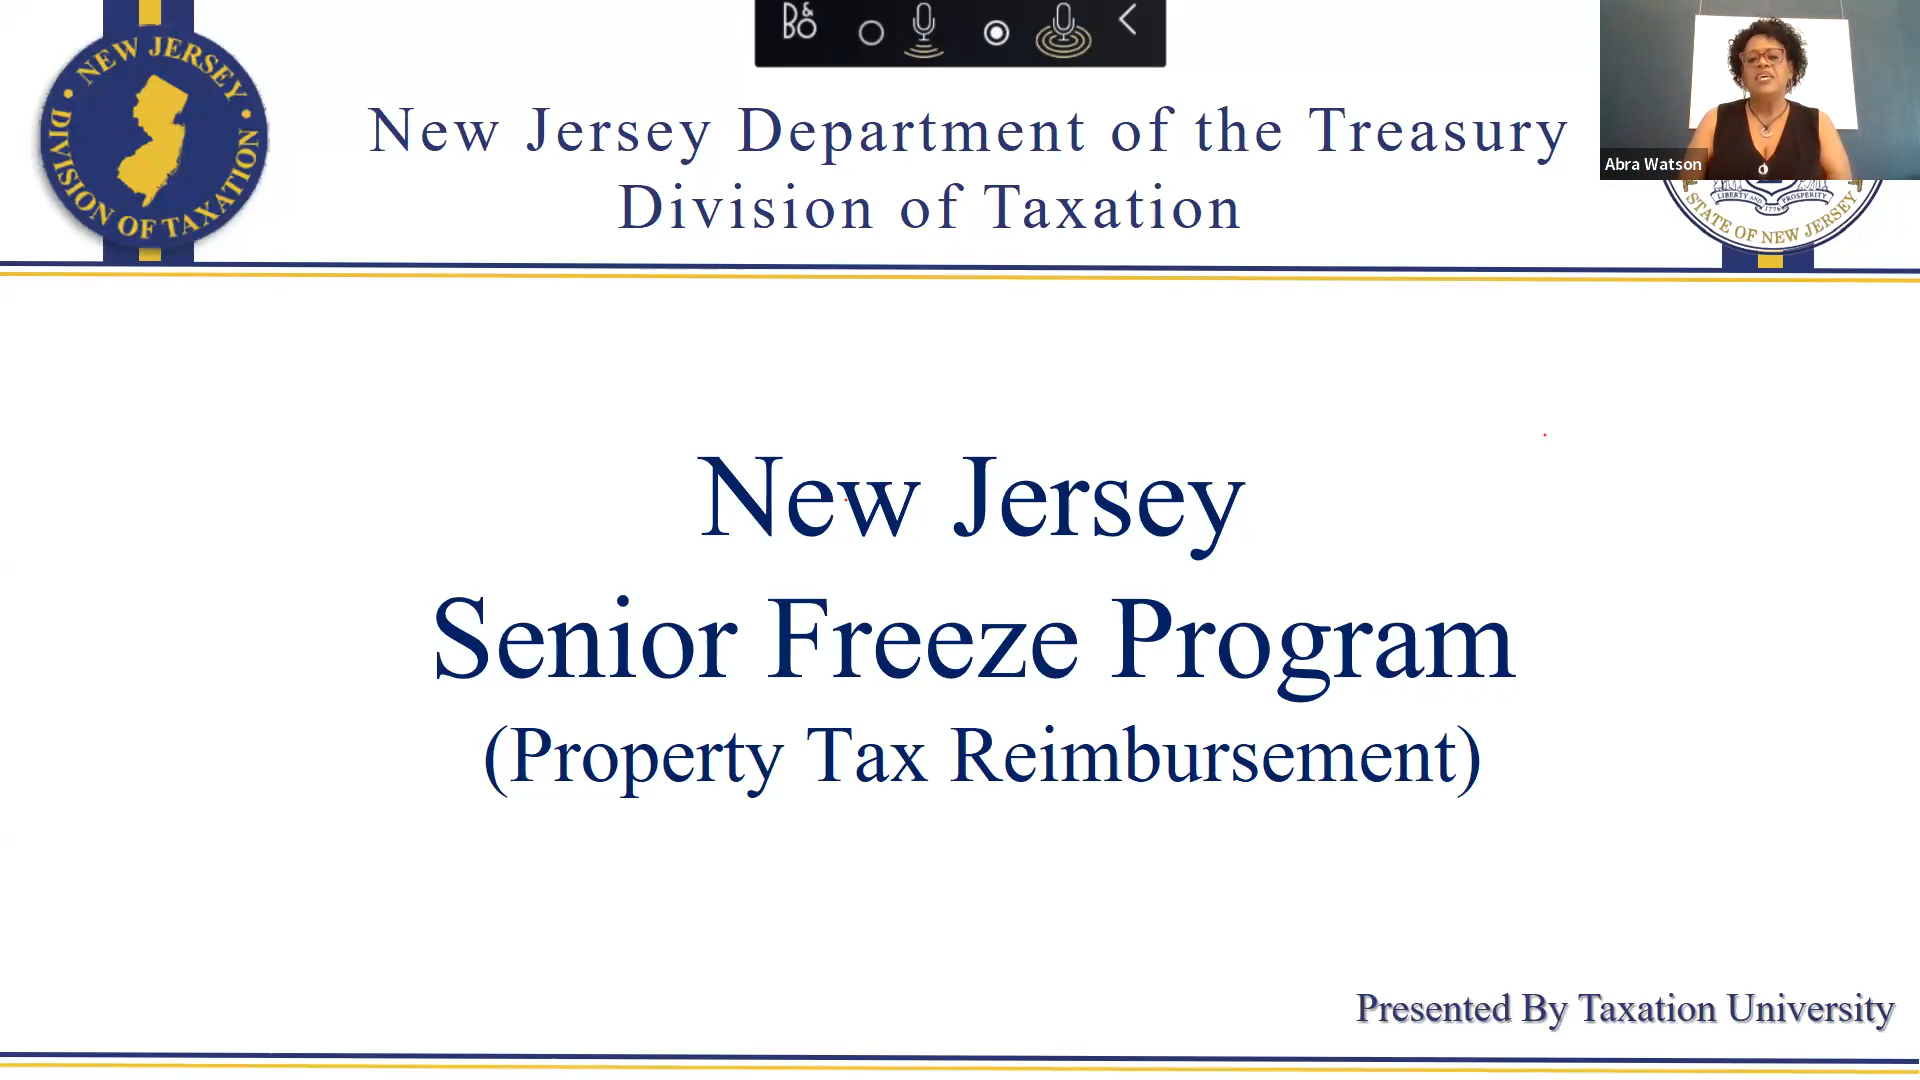 NEW JERSEY
DIVISION OF TAXATION
B&O
New Jersey Department of the Treasury
Division of Taxation
Abra Watson
LIBERTY AND PROSPERITY
1776
STATE OF NEW JERSEY
New Jersey
Senior Freeze Program
(Property Tax Reimbursement)
Presented By Taxation University